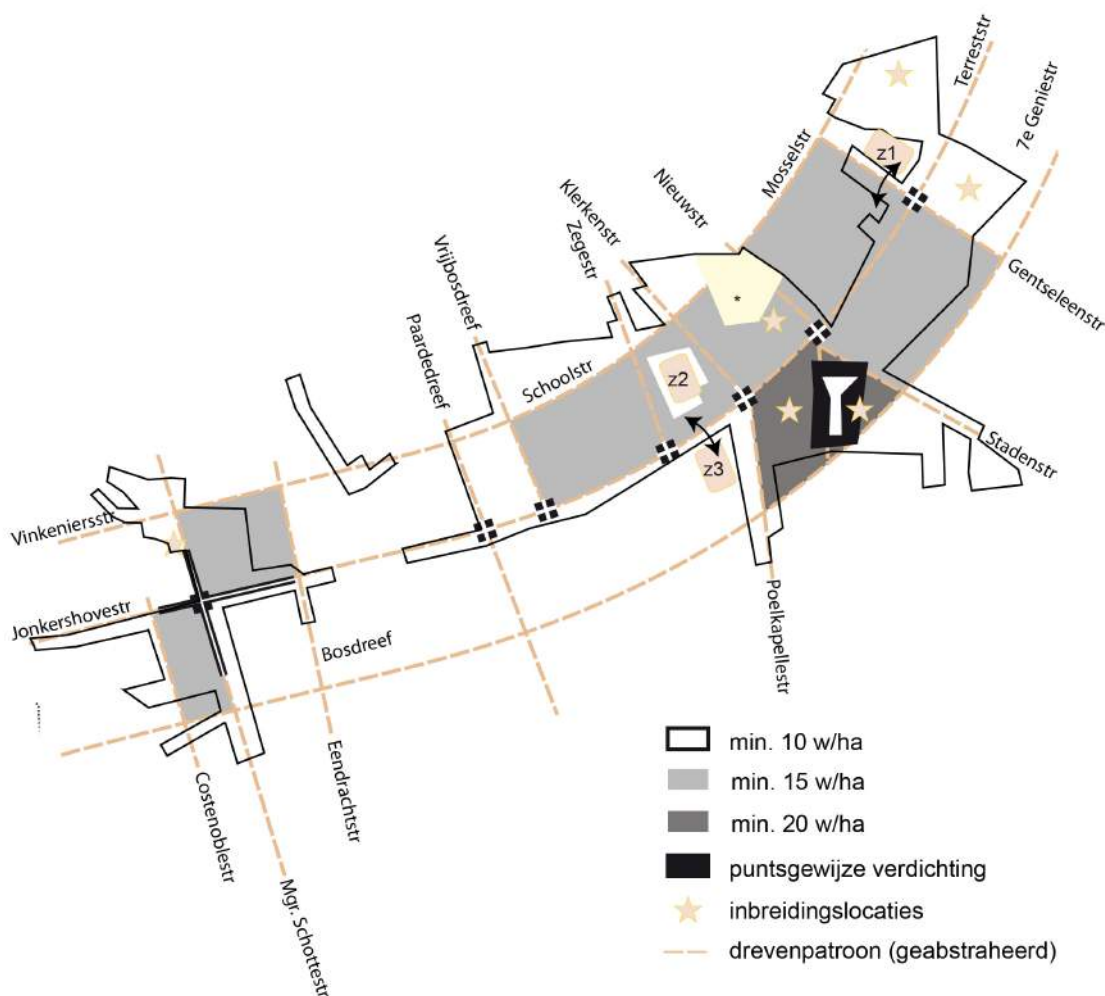 Terreststr
7e Geniestr
Mosselstr
z1
Nieuwstr
Klerkenstr
Zegestr
Vrijbosdreef
Paardedreef
Gentseleenstr
*
Schoolstr
z2
z3
Stadenstr
Vinkeniersstr
Jonkershovestr
Bosdreef
Poelkapellestr
Eendrachtstr
Costenoblestr
Mgr. Schottestr
min. 10 w/ha
min. 15 w/ha
min. 20 w/ha
puntsgewijze verdichting
inbreidingslocaties
drevenpatroon (geabstraheerd)